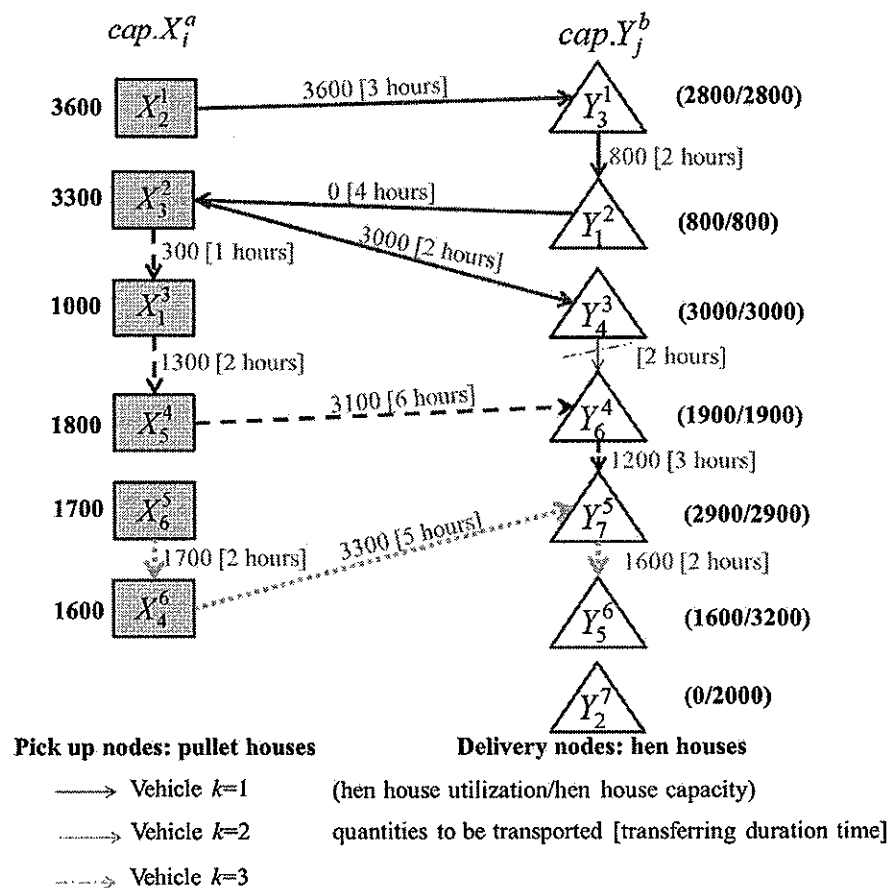 cap.X_i^a cap.Y_j^b
3600 X_2^1 3600 [3 hours] Y_3^1 (2800/2800)
800 [2 hours]
3300 X_3^2 0 [4 hours] Y_1^2 (800/800)
300 [1 hours] 3000 [2 hours]
1000 X_1^3 Y_4^3 (3000/3000)
1300 [2 hours] [2 hours]
1800 X_5^4 3100 [6 hours] Y_6^4 (1900/1900)
1200 [3 hours]
1700 X_6^5 Y_7^5 (2900/2900)
1700 [2 hours] 3300 [5 hours] 1600 [2 hours]
1600 X_4^6 Y_5^6 (1600/3200)
Y_2^7 (0/2000)
Pick up nodes: pullet houses Delivery nodes: hen houses
Vehicle k=1 (hen house utilization/hen house capacity)
Vehicle k=2 quantities to be transported [transferring duration time]
Vehicle k=3